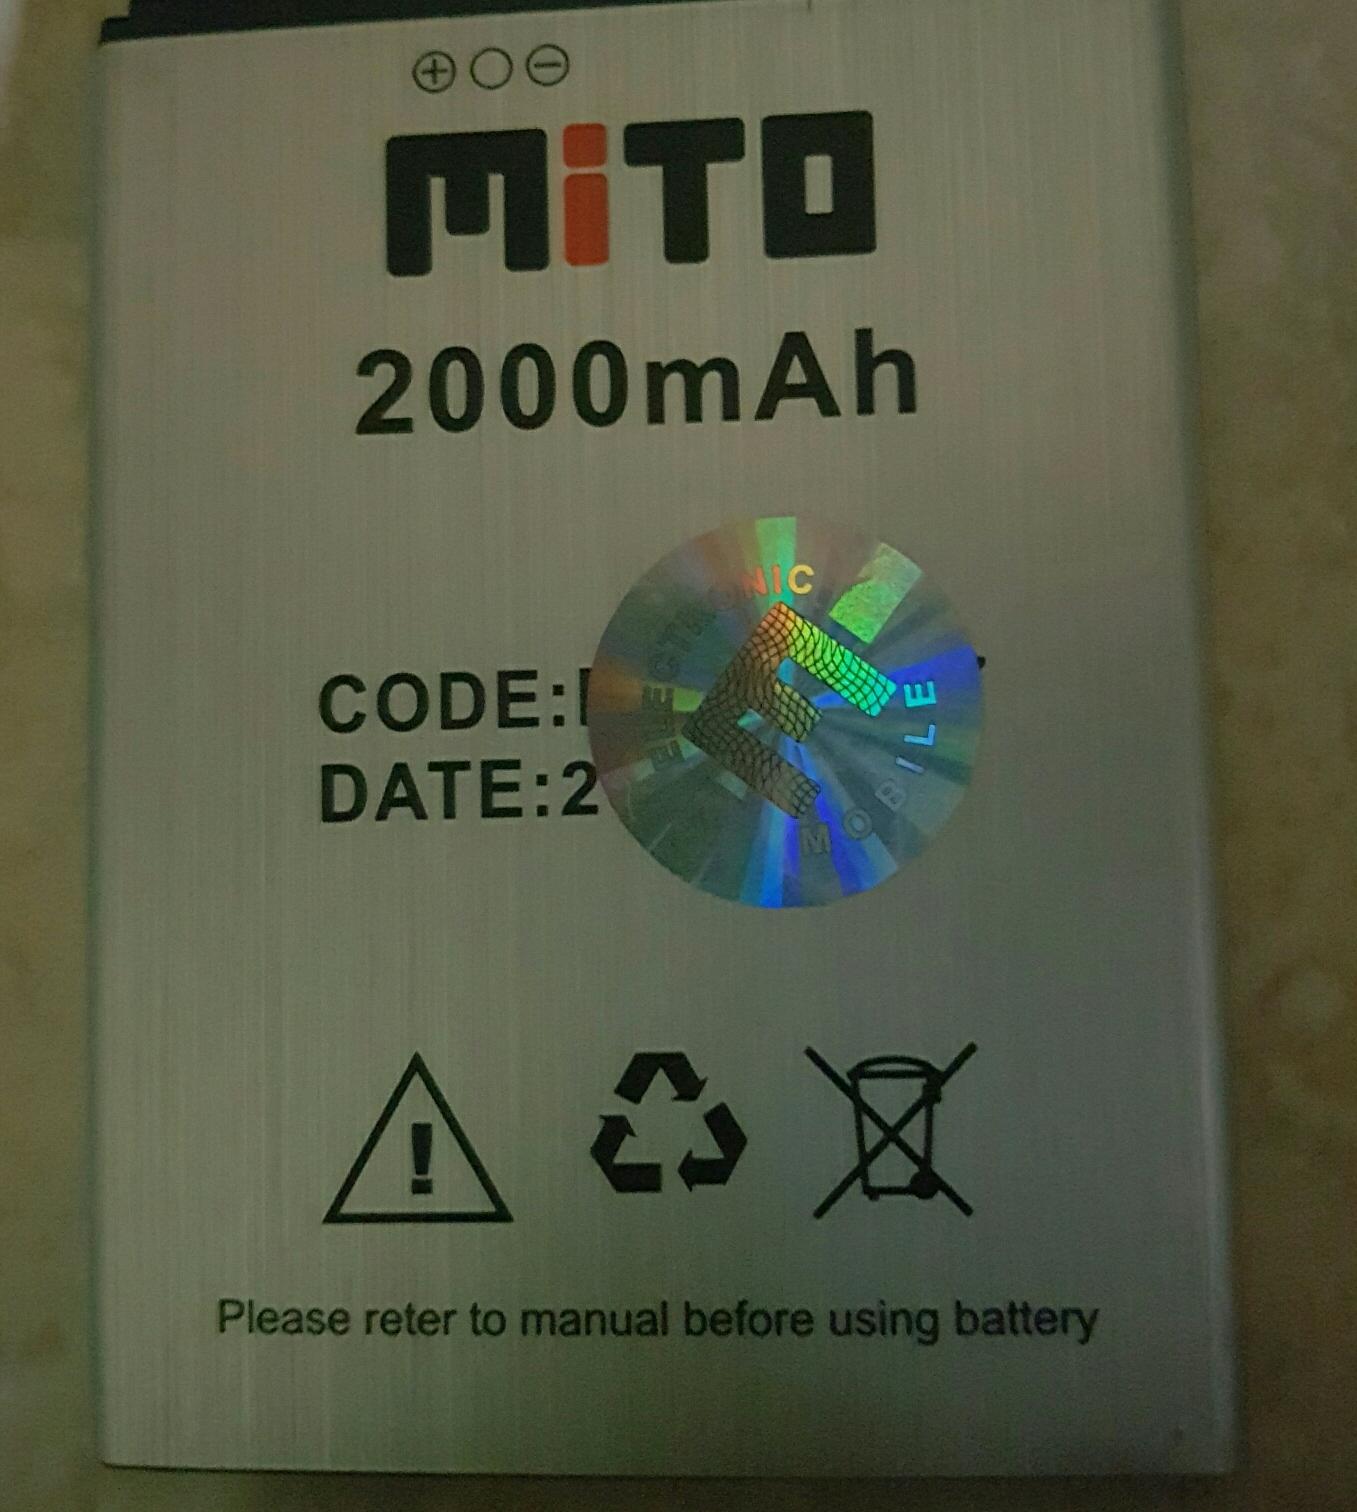 MiTO
2000mAh
CODE:
DATE:2
ELECTRONIC
MOBILE
Please reter to manual before using battery